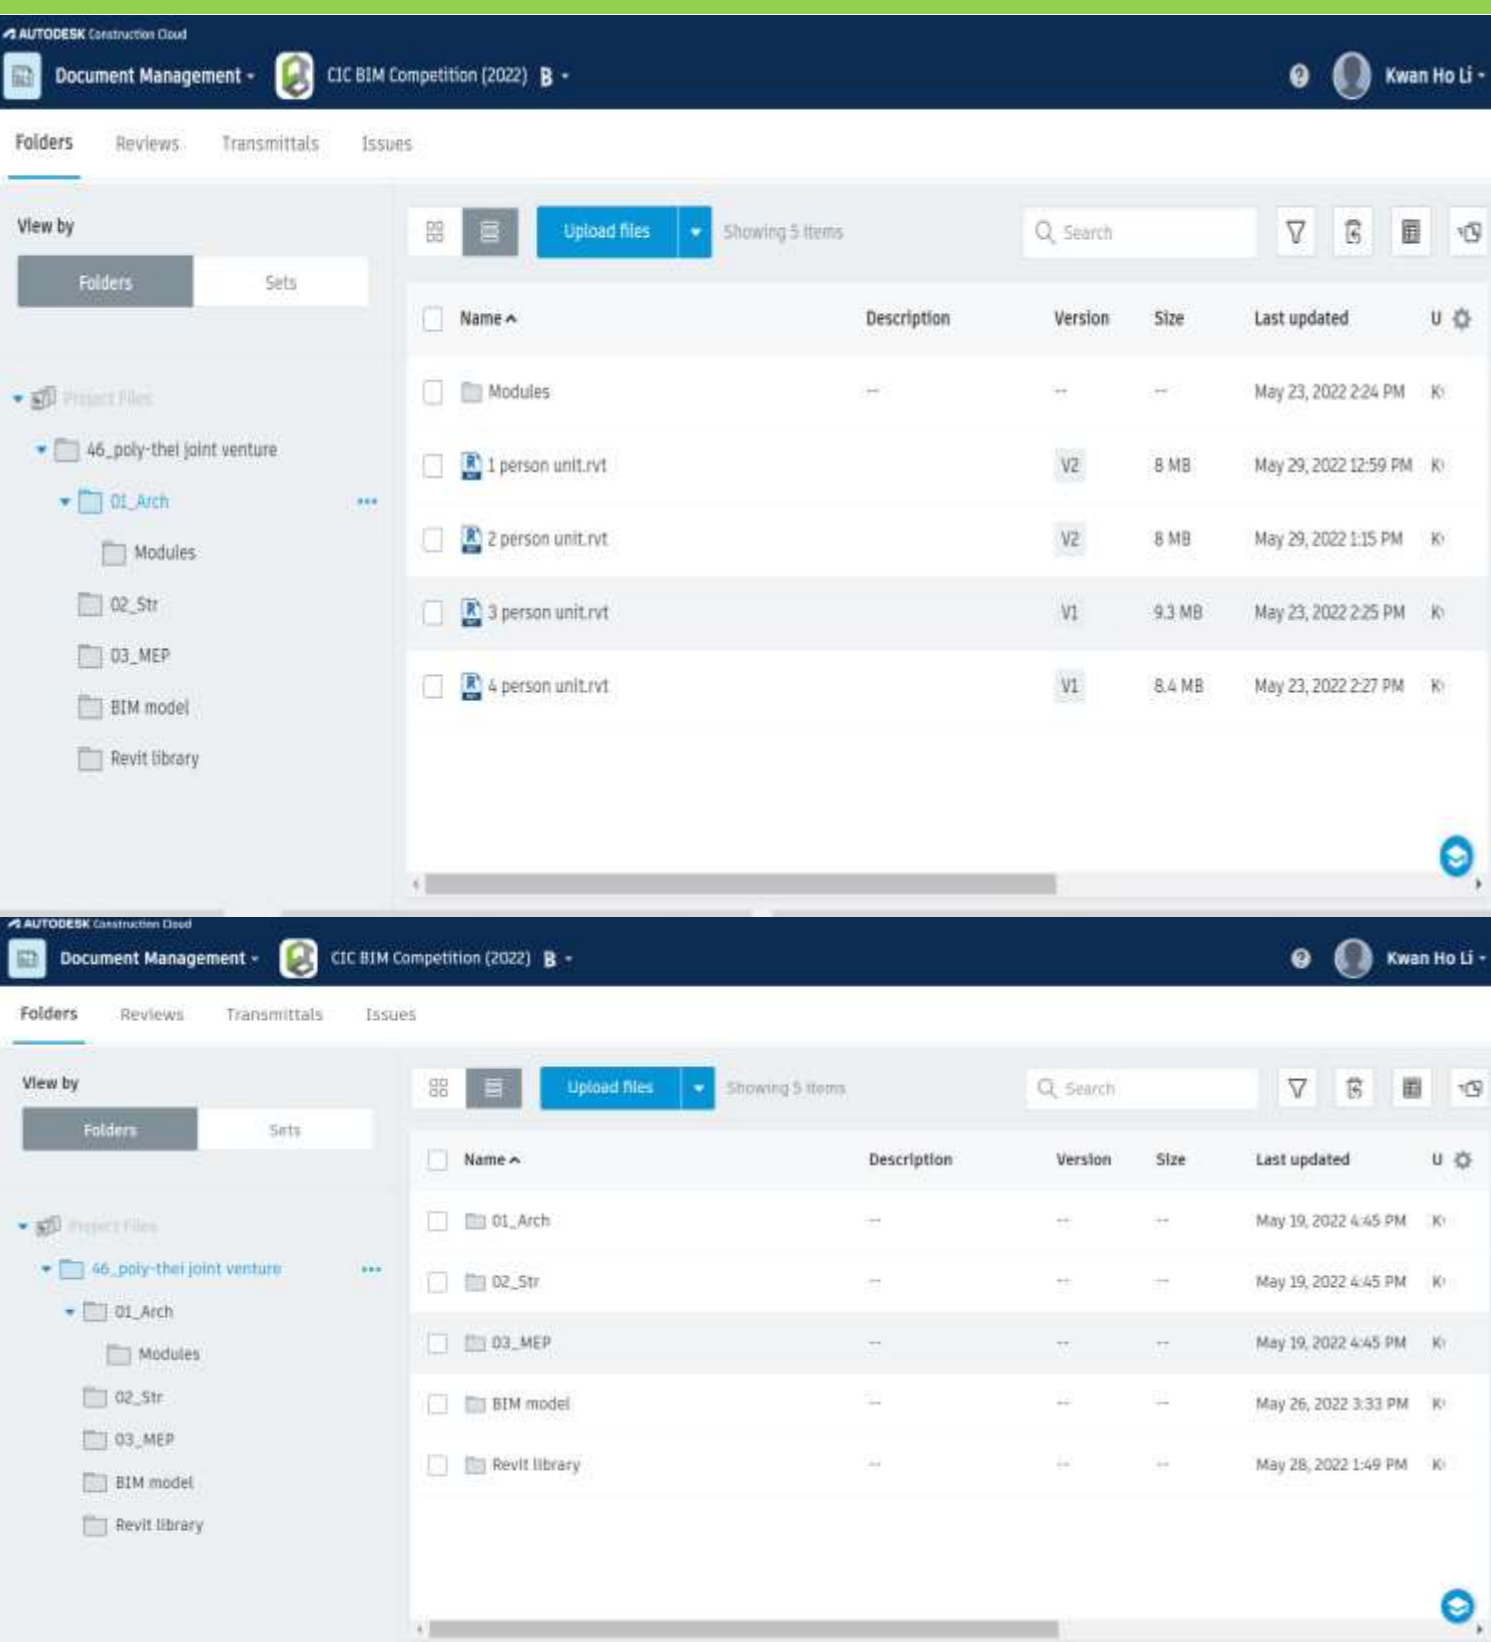 AUTODESK Construction Cloud
Document Management CIC BIM Competition (2022) B Kwan Ho Li
Folders Reviews Transmittals Issues
View by
Folders Sets
Upload files Showing 5 items Search
Name Description Version Size Last updated U
Project Files
46_poly-thei joint venture
01_Arch
Modules
02_Str
03_MEP
BIM model
Revit library
Modules -- -- -- May 23, 2022 2:24 PM
1 person unit.rvt V2 8 MB May 29, 2022 12:59 PM
2 person unit.rvt V2 8 MB May 29, 2022 1:15 PM
3 person unit.rvt V1 9.3 MB May 23, 2022 2:25 PM
4 person unit.rvt V1 8.4 MB May 23, 2022 2:27 PM
AUTODESK Construction Cloud
Document Management CIC BIM Competition (2022) B Kwan Ho Li
Folders Reviews Transmittals Issues
View by
Folders Sets
Upload files Showing 5 items Search
Name Description Version Size Last updated U
Project Files
46_poly-thei joint venture
01_Arch
Modules
02_Str
03_MEP
BIM model
Revit library
01_Arch -- -- -- May 19, 2022 4:45 PM
02_Str -- -- -- May 19, 2022 4:45 PM
03_MEP -- -- -- May 19, 2022 4:45 PM
BIM model -- -- -- May 26, 2022 3:33 PM
Revit library -- -- -- May 28, 2022 1:49 PM